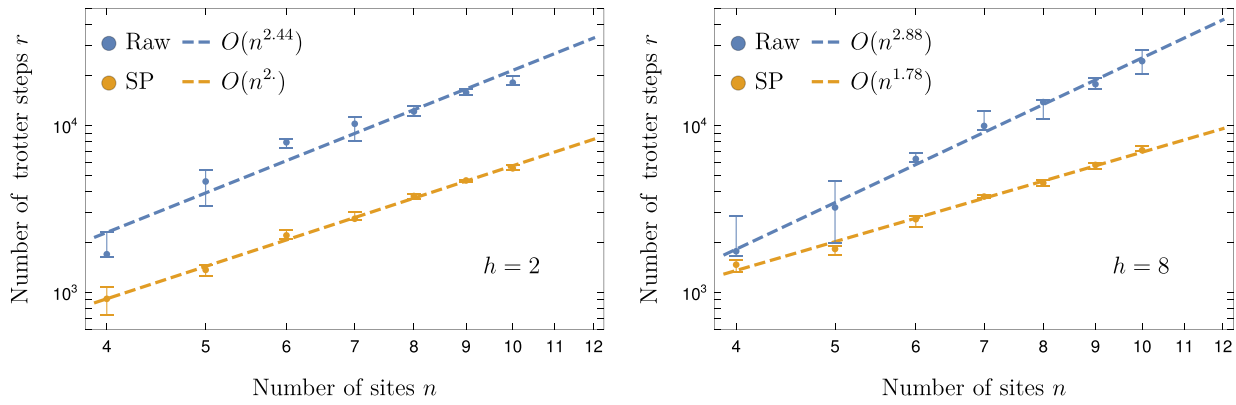 Raw O(n^{2.44})
SP O(n^{2.})
10^4
10^3
Number of trotter steps r
h = 2
4 5 6 7 8 9 10 11 12
Number of sites n
Raw O(n^{2.88})
SP O(n^{1.78})
10^4
10^3
Number of trotter steps r
h = 8
4 5 6 7 8 9 10 11 12
Number of sites n